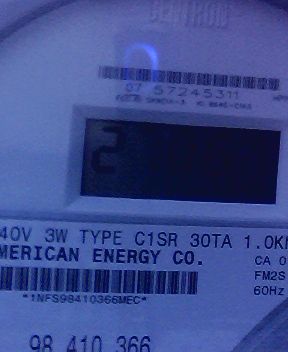 CENTRON
07 57245311
2
40V 3W TYPE C1SR 30TA 1.0K
MERICAN ENERGY CO.
CA 0
FM2S
60Hz
*1NFS98410366MEC*
98 410 366